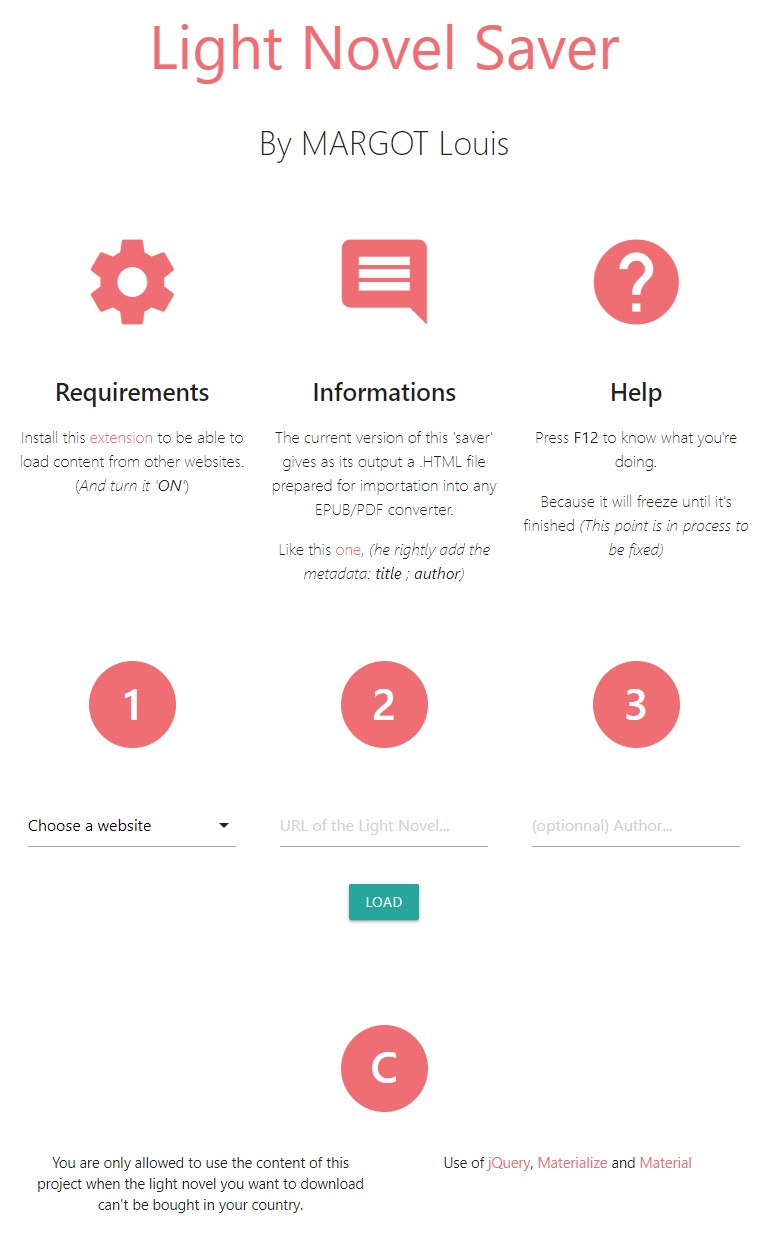 Light Novel Saver
By MARGOT Louis
Requirements
Install this extension to be able to
load content from other websites.
(And turn it 'ON')
Informations
The current version of this 'saver'
gives as its output a .HTML file
prepared for importation into any
EPUB/PDF converter.
Like this one, (he rightly add the
metadata: title ; author)
Help
Press F12 to know what you're
doing.
Because it will freeze until it's
finished (This point is in process to
be fixed)
1
2
3
Choose a website
URL of the Light Novel...
(optionnal) Author...
LOAD
C
You are only allowed to use the content of this
project when the light novel you want to download
can't be bought in your country.
Use of jQuery, Materialize and Material